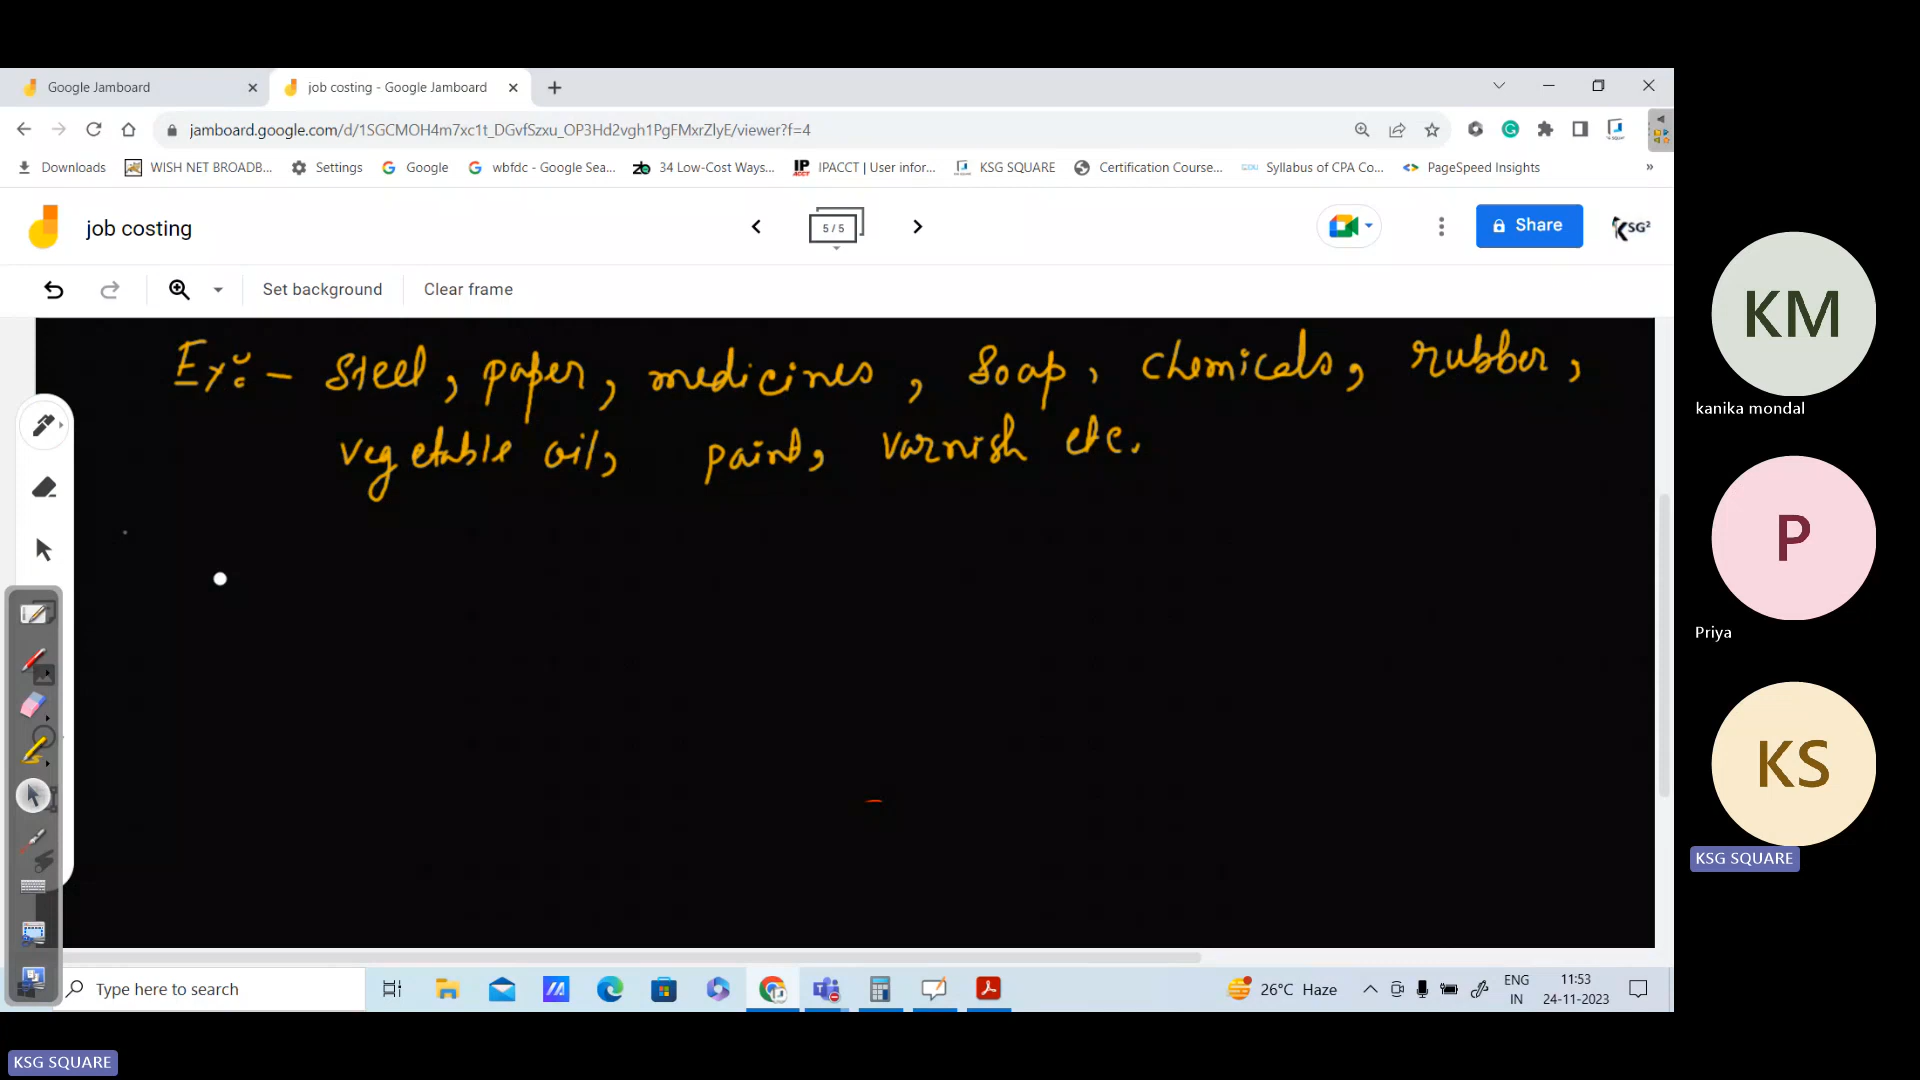 Google Jamboard
job costing - Google Jamboard
jamboard.google.com/d/1SGCMOH4m7xc1t_DGvfSzxu_OP3Hd2vgh1PgFMxrZlyE/viewer?f=4
Downloads WISH NET BROADB... Settings Google wbfdc - Google Sea... 34 Low-Cost Ways... IPACCT | User infor... KSG SQUARE Certification Course... Syllabus of CPA Co... PageSpeed Insights »
job costing
5 / 5
Share
KSG²
Set background
Clear frame
Ex:- Steel, paper, medicines, Soap, chemicals, rubber,
vegetable oil, paint, varnish etc.
KM
kanika mondal
P
Priya
KS
KSG SQUARE
Type here to search
26°C Haze
ENG
IN
11:53
24-11-2023
KSG SQUARE